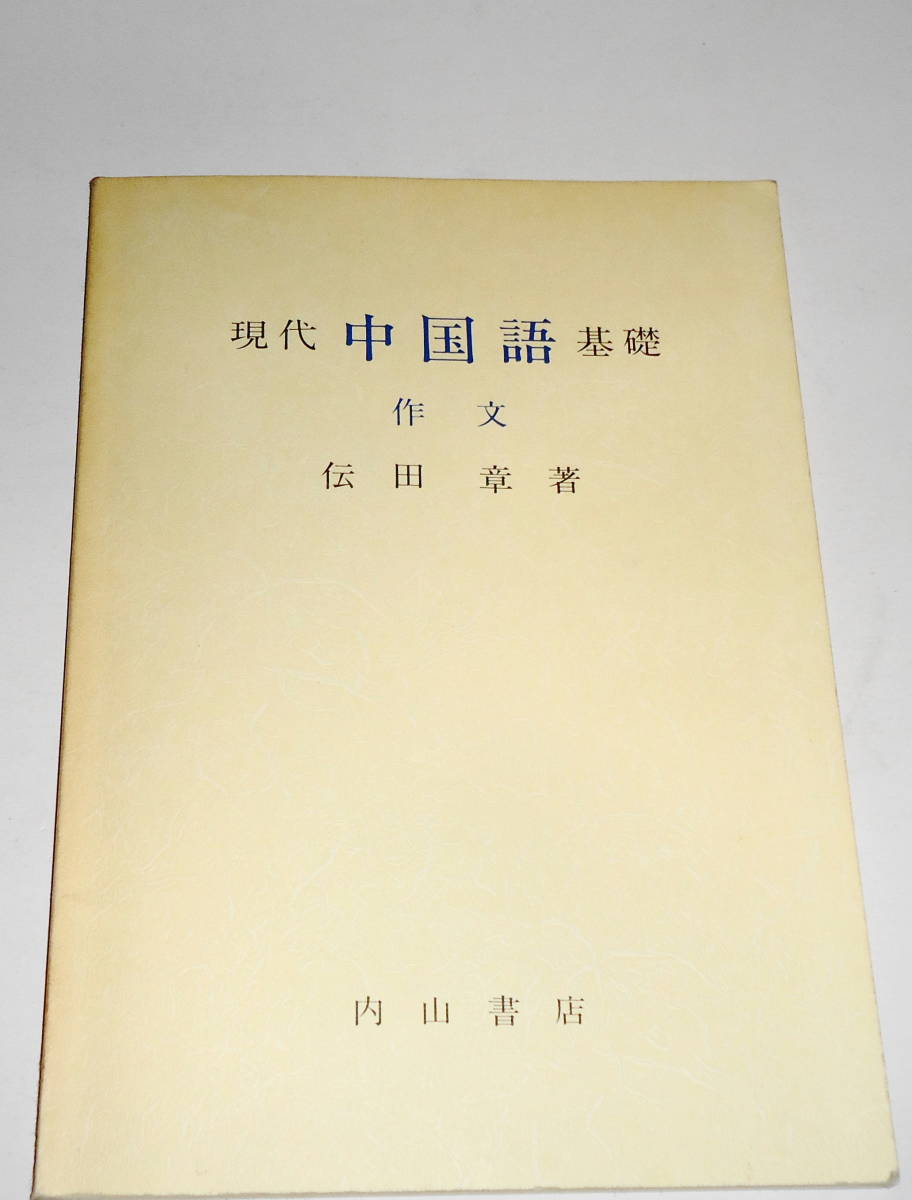 現代 中国語 基礎
作文
伝田 章 著
内山書店